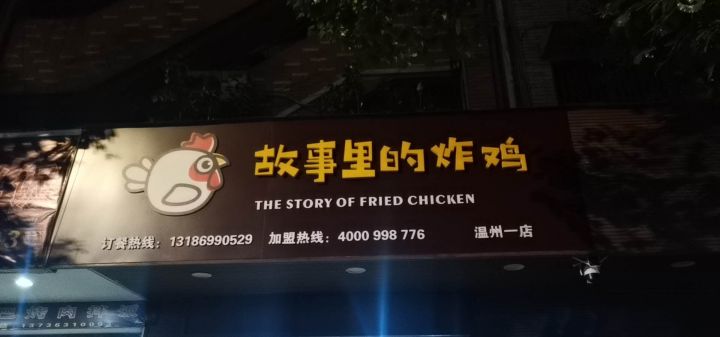 故事里的炸鸡
THE STORY OF FRIED CHICKEN
订餐热线：13186990529 加盟热线：4000 998 776 温州一店